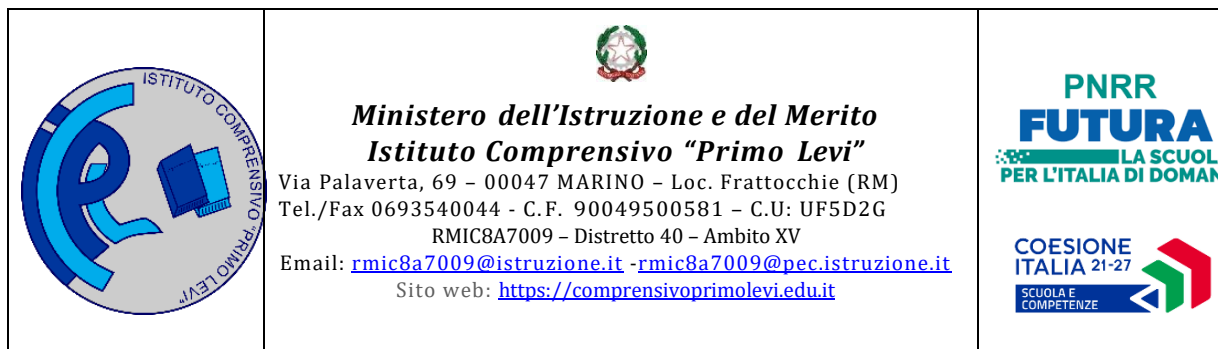 ISTITUTO COMPRENSIVO "PRIMO LEVI"
Ministero dell'Istruzione e del Merito
Istituto Comprensivo "Primo Levi"
Via Palaverta, 69 – 00047 MARINO – Loc. Frattocchie (RM)
Tel./Fax 0693540044 - C.F. 90049500581 – C.U: UF5D2G
RMIC8A7009 – Distretto 40 – Ambito XV
Email: rmic8a7009@istruzione.it -rmic8a7009@pec.istruzione.it
Sito web: https://comprensivoprimolevi.edu.it
PNRR
FUTURA
LA SCUOL
PER L'ITALIA DI DOMAN
COESIONE
ITALIA 21-27
SCUOLA E
COMPETENZE